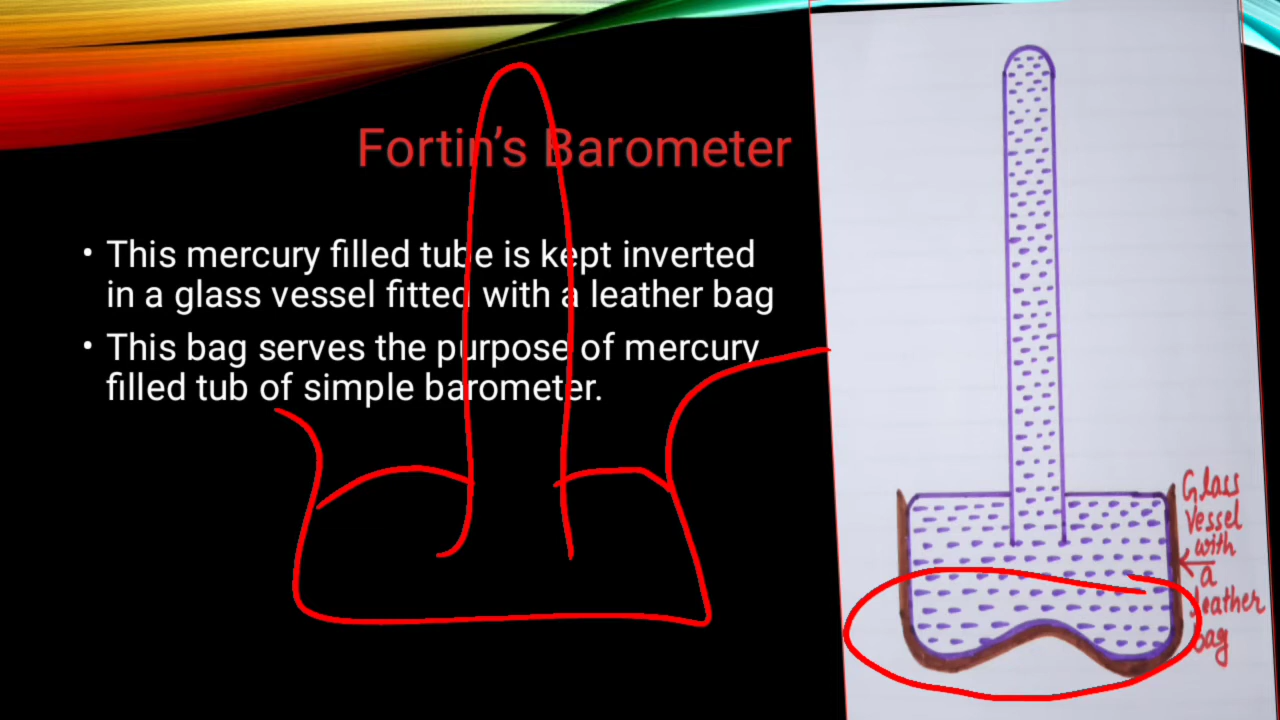 Fortin’s Barometer
• This mercury filled tube is kept inverted
in a glass vessel fitted with a leather bag
• This bag serves the purpose of mercury
filled tub of simple barometer.
Glass
vessel
with
a
leather
bag